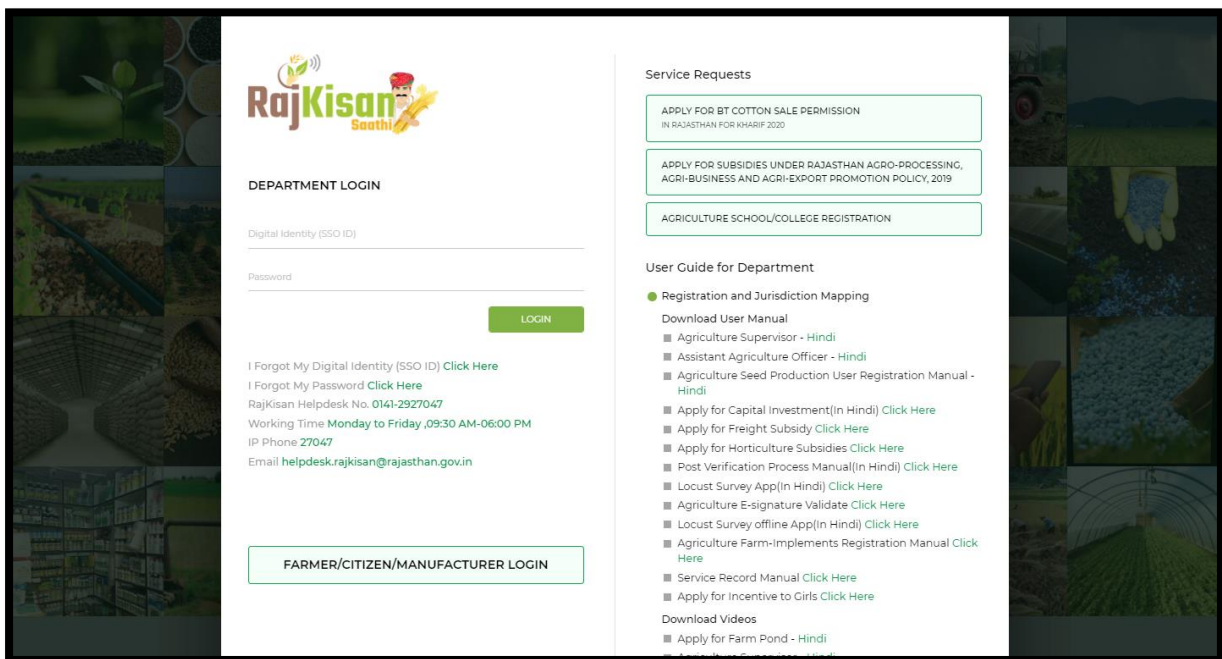 RajKisan
Saathi
DEPARTMENT LOGIN
Digital Identity (SSO ID)
Password
LOGIN
I Forgot My Digital Identity (SSO ID) Click Here
I Forgot My Password Click Here
RajKisan Helpdesk No. 0141-2927047
Working Time Monday to Friday ,09:30 AM-06:00 PM
IP Phone 27047
Email helpdesk.rajkisan@rajasthan.gov.in
FARMER/CITIZEN/MANUFACTURER LOGIN
Service Requests
APPLY FOR BT COTTON SALE PERMISSION
IN RAJASTHAN FOR KHARIF 2020
APPLY FOR SUBSIDIES UNDER RAJASTHAN AGRO-PROCESSING,
AGRI-BUSINESS AND AGRI-EXPORT PROMOTION POLICY, 2019
AGRICULTURE SCHOOL/COLLEGE REGISTRATION
User Guide for Department
Registration and Jurisdiction Mapping
Download User Manual
Agriculture Supervisor - Hindi
Assistant Agriculture Officer - Hindi
Agriculture Seed Production User Registration Manual -
Hindi
Apply for Capital Investment(In Hindi) Click Here
Apply for Freight Subsidy Click Here
Apply for Horticulture Subsidies Click Here
Post Verification Process Manual(In Hindi) Click Here
Locust Survey App(In Hindi) Click Here
Agriculture E-signature Validate Click Here
Locust Survey offline App(In Hindi) Click Here
Agriculture Farm-Implements Registration Manual Click
Here
Service Record Manual Click Here
Apply for Incentive to Girls Click Here
Download Videos
Apply for Farm Pond - Hindi